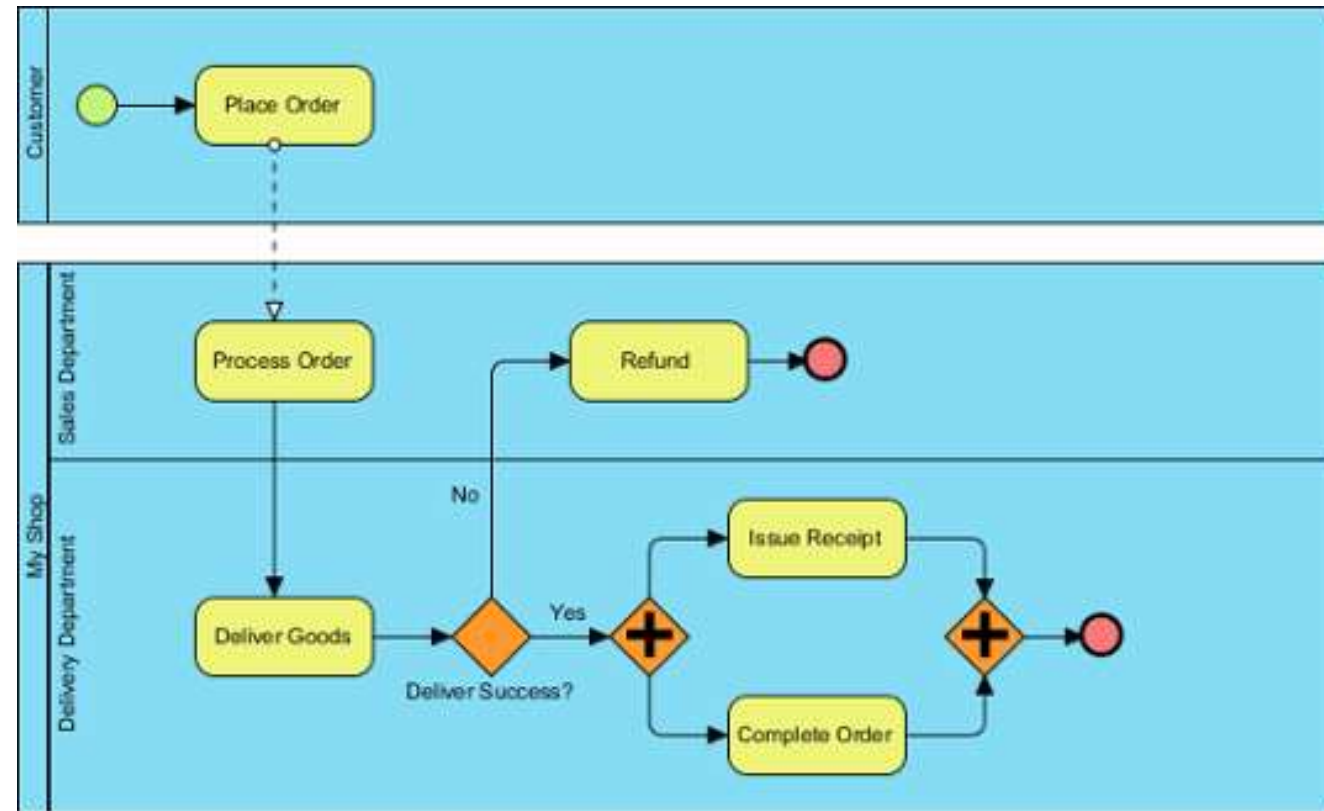 Customer
Place Order
My Shop
Sales Department
Process Order
Refund
Delivery Department
No
Issue Receipt
Deliver Goods
Yes
Deliver Success?
Complete Order